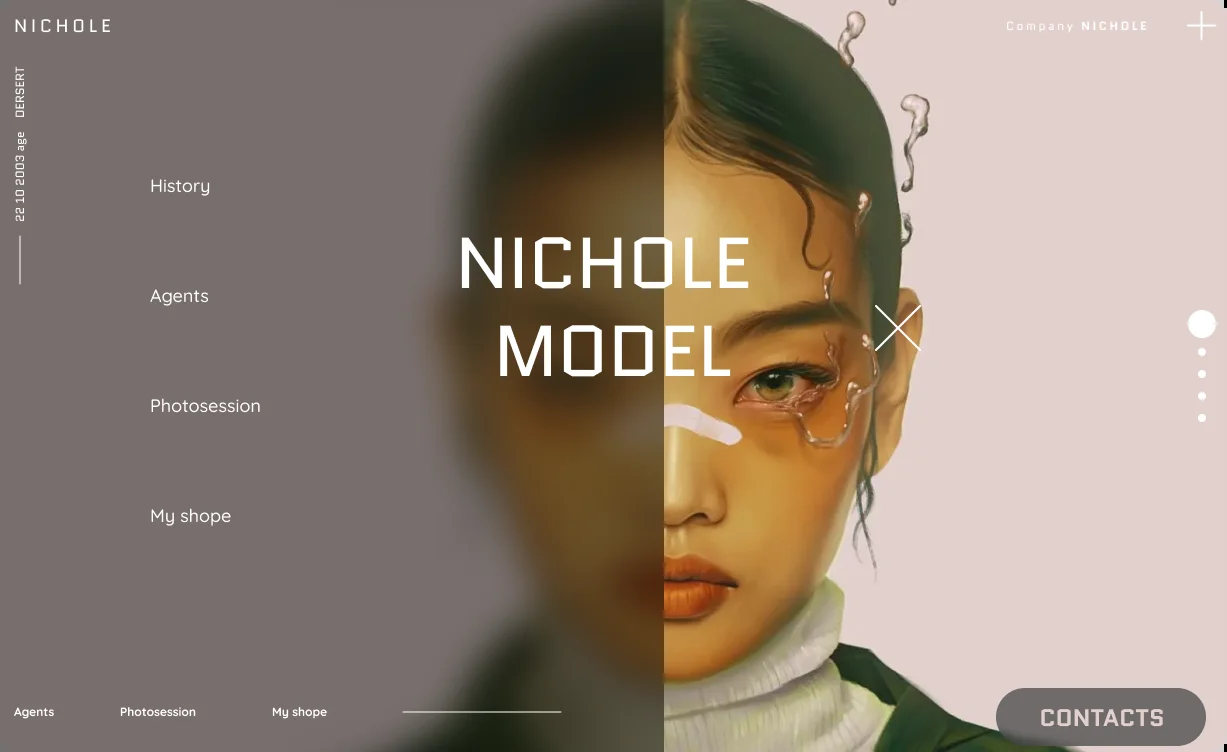 NICHOLE
Company NICHOLE
22 10 2003 age DERSERT
History
Agents
Photosession
My shope
NICHOLE
MODEL
Agents
Photosession
My shope
CONTACTS